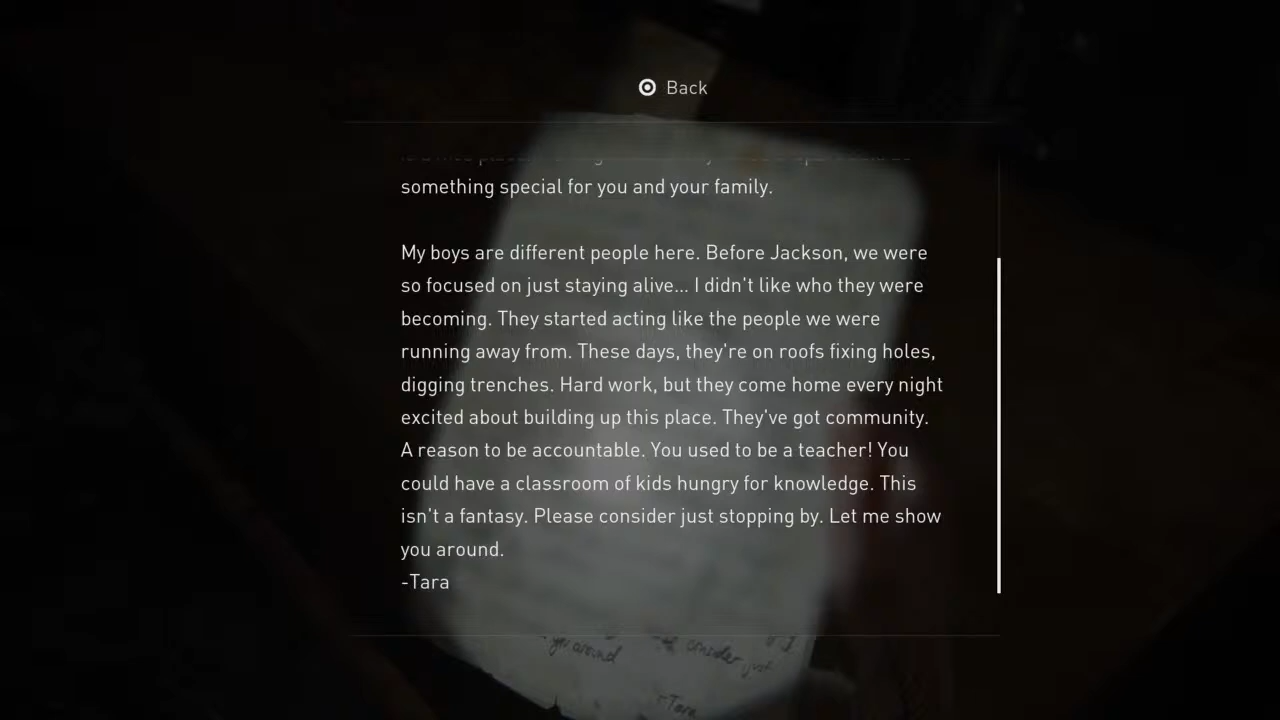 Back
something special for you and your family.
My boys are different people here. Before Jackson, we were
so focused on just staying alive... I didn't like who they were
becoming. They started acting like the people we were
running away from. These days, they're on roofs fixing holes,
digging trenches. Hard work, but they come home every night
excited about building up this place. They've got community.
A reason to be accountable. You used to be a teacher! You
could have a classroom of kids hungry for knowledge. This
isn't a fantasy. Please consider just stopping by. Let me show
you around.
-Tara
consider just
you around
-Tara